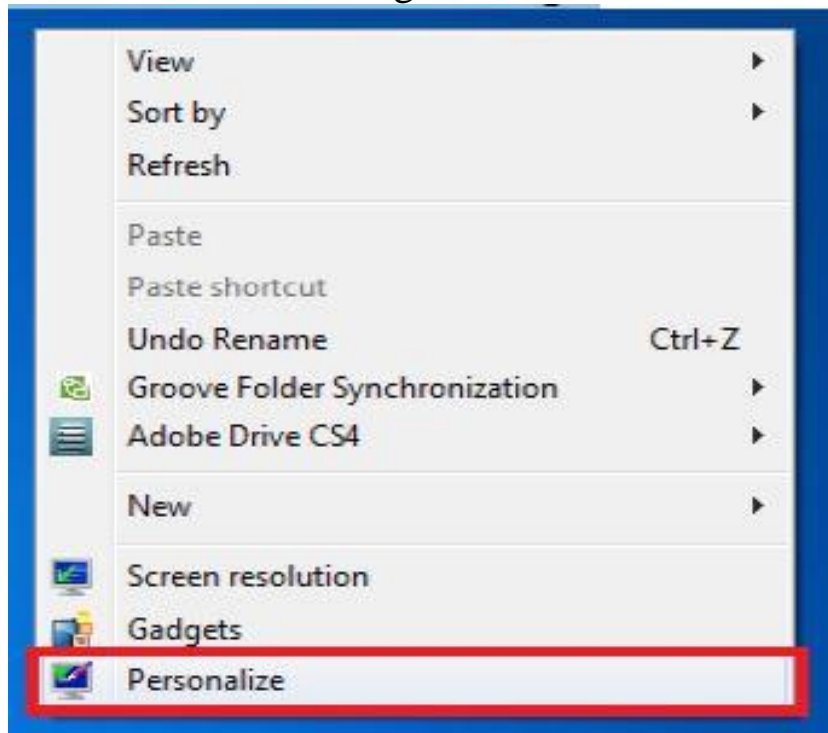 View
Sort by
Refresh
Paste
Paste shortcut
Undo Rename Ctrl+Z
Groove Folder Synchronization
Adobe Drive CS4
New
Screen resolution
Gadgets
Personalize